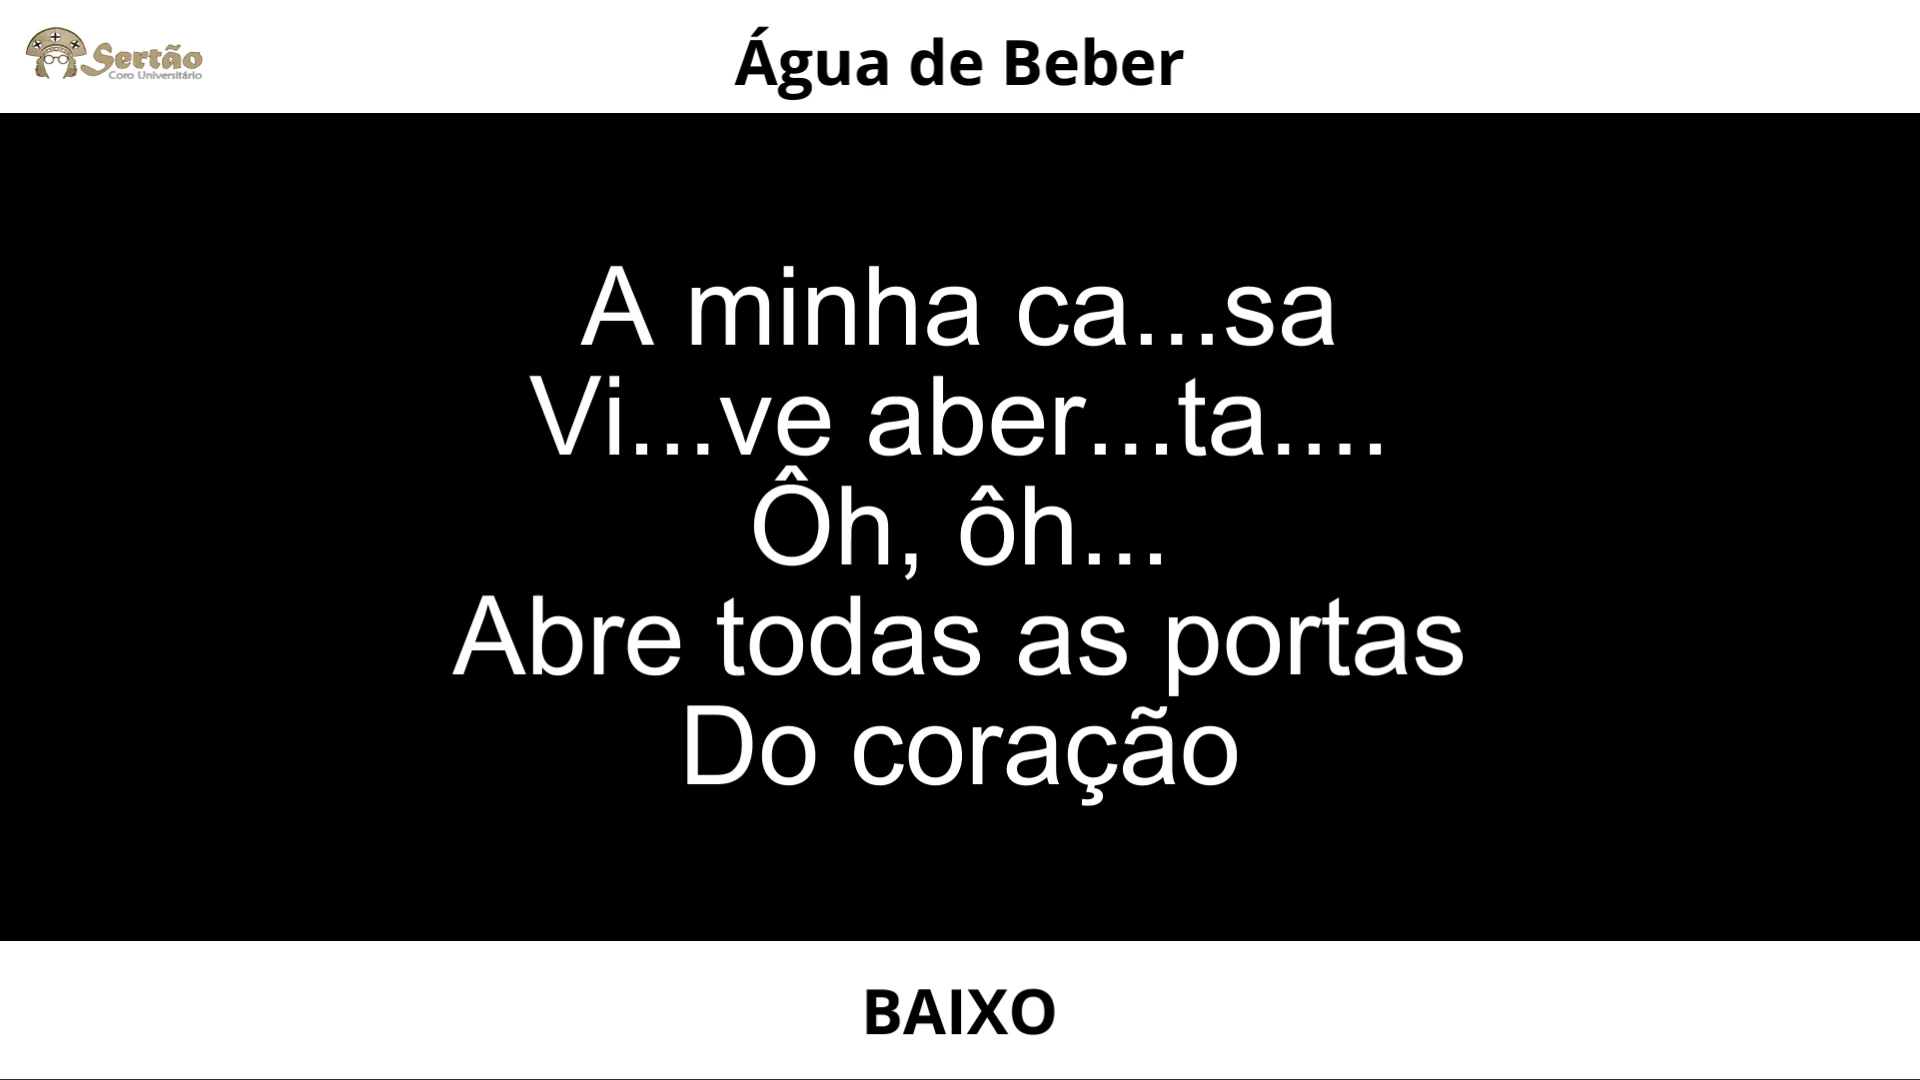 Sertão
Coro Universitário
Água de Beber
A minha ca...sa
Vi...ve aber...ta....
Ôh, ôh...
Abre todas as portas
Do coração
BAIXO